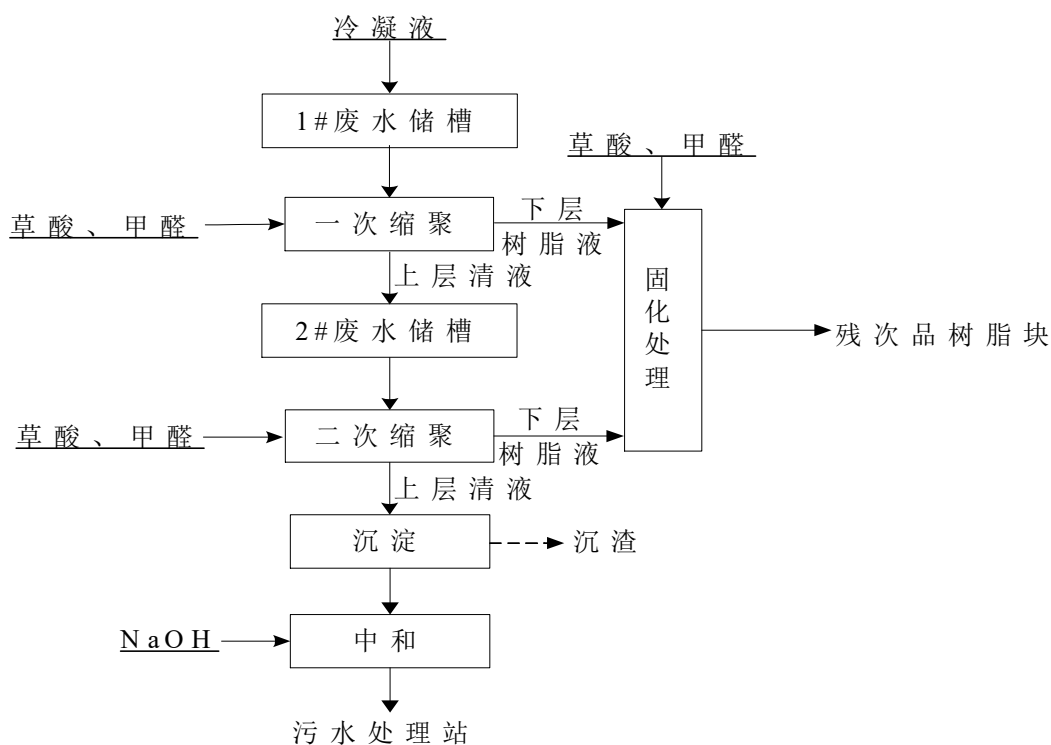 冷凝液
1#废水储槽
草酸、甲醛
草酸、甲醛
一次缩聚
下层
树脂液
上层清液
固化处理
2#废水储槽
残次品树脂块
草酸、甲醛
二次缩聚
下层
树脂液
上层清液
沉淀
沉渣
NaOH
中和
污水处理站